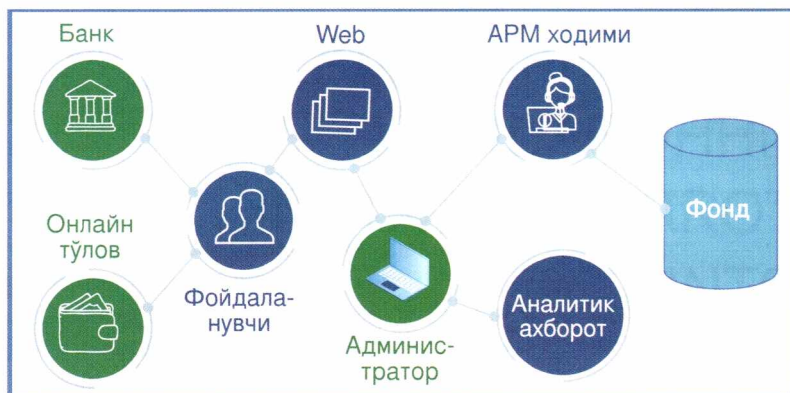 Банк
Web
АРМ ходими
Фонд
Онлайн
тўлов
Фойдала-
нувчи
Админис-
тратор
Аналитик
ахборот